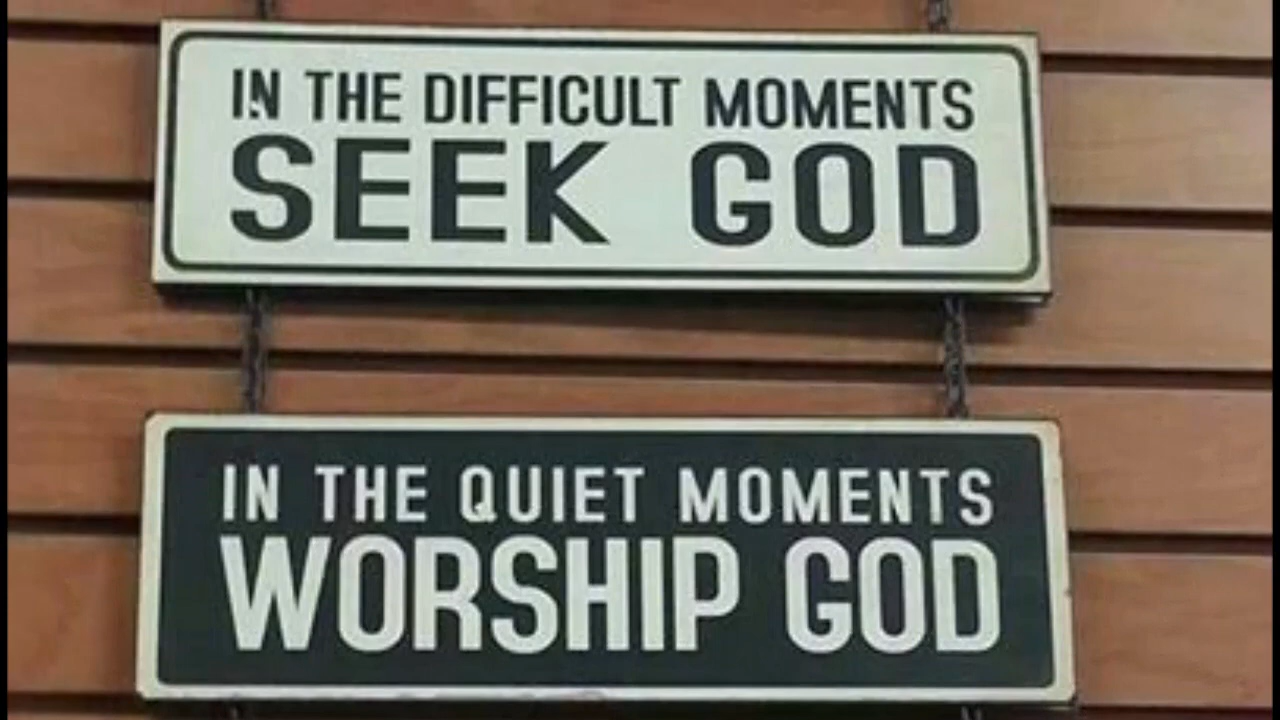 IN THE DIFFICULT MOMENTS
SEEK GOD
IN THE QUIET MOMENTS
WORSHIP GOD